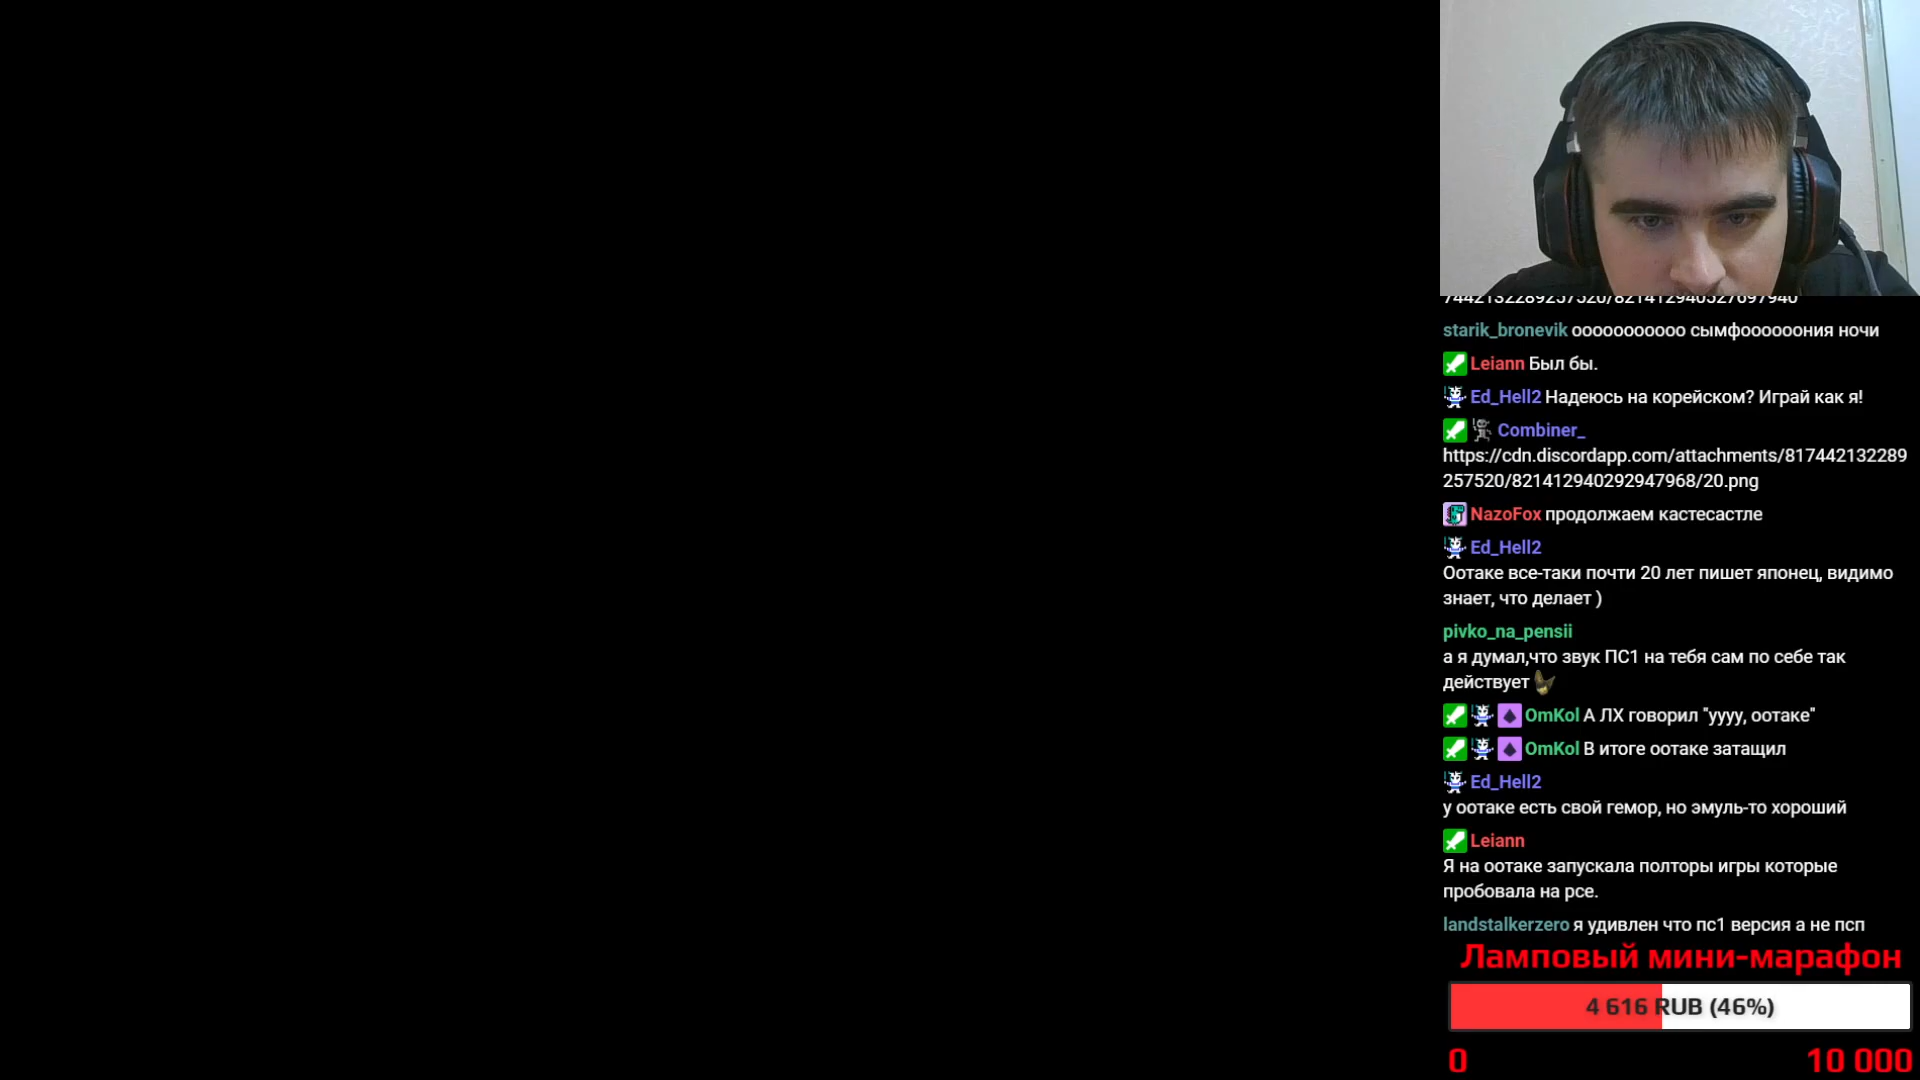 744213228925752​0/821412940527697940
starik_bronevik ооооооооооо сымфоооооония ночи
Leiann Был бы.
Ed_Hell2 Надеюсь на корейском? Играй как я!
Combiner_
https://cdn.discordapp.com/attachments/817442132289
257520/821412940292947968/20.png
NazoFox продолжаем кастесастле
Ed_Hell2
Оотаке все-таки почти 20 лет пишет японец, видимо
знает, что делает )
pivko_na_pensii
а я думал,что звук ПС1 на тебя сам по себе так
действует
OmKol А ЛХ говорил "уууу, оотаке"
OmKol В итоге оотаке затащил
Ed_Hell2
у оотаке есть свой гемор, но эмуль-то хороший
Leiann
Я на оотаке запускала полторы игры которые
пробовала на рсе.
landstalkerzero я удивлен что пс1 версия а не псп
Ламповый мини-марафон
4 616 RUB (46%)
0 10 000